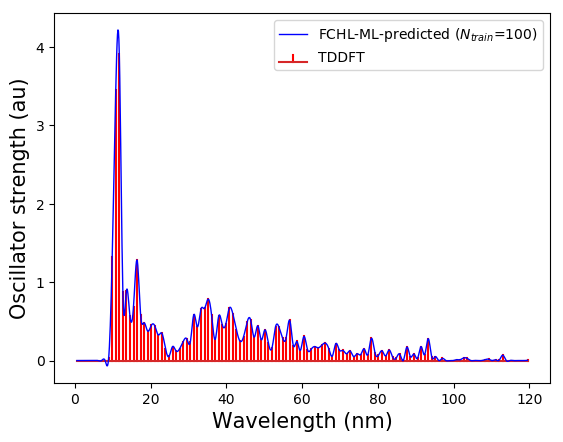 FCHL-ML-predicted (N_train=100)
TDDFT
Oscillator strength (au)
4
3
2
1
0
0 20 40 60 80 100 120
Wavelength (nm)